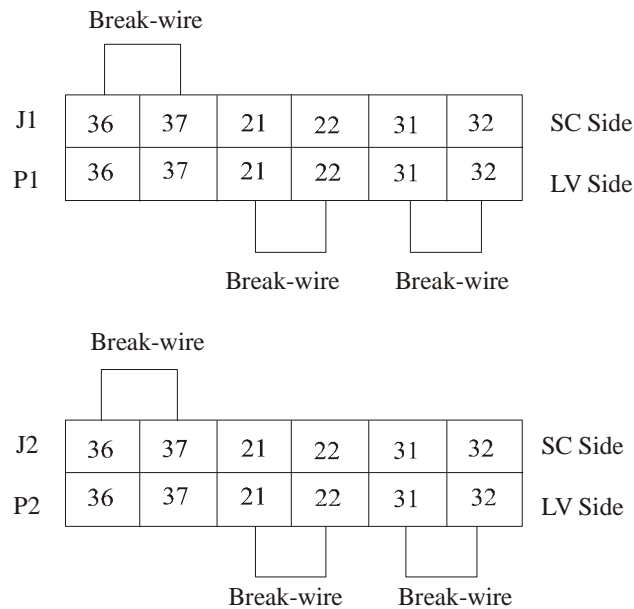 Break-wire
J1 36 37 21 22 31 32 SC Side
P1 36 37 21 22 31 32 LV Side
Break-wire Break-wire
Break-wire
J2 36 37 21 22 31 32 SC Side
P2 36 37 21 22 31 32 LV Side
Break-wire Break-wire